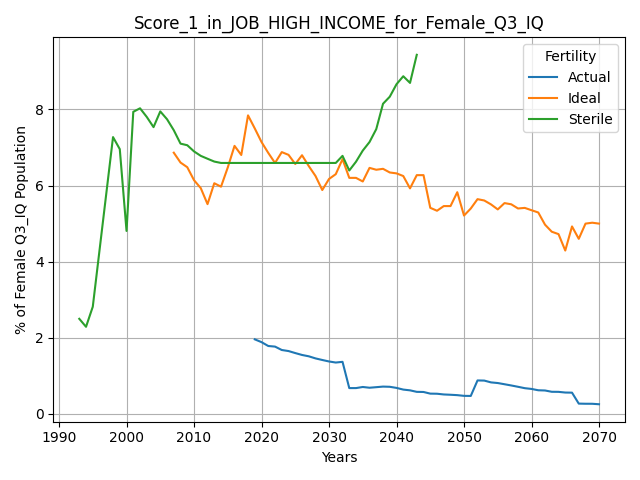 Score_1_in_JOB_HIGH_INCOME_for_Female_Q3_IQ
Fertility
Actual
Ideal
Sterile
% of Female Q3_IQ Population
8
6
4
2
0
1990 2000 2010 2020 2030 2040 2050 2060 2070
Years